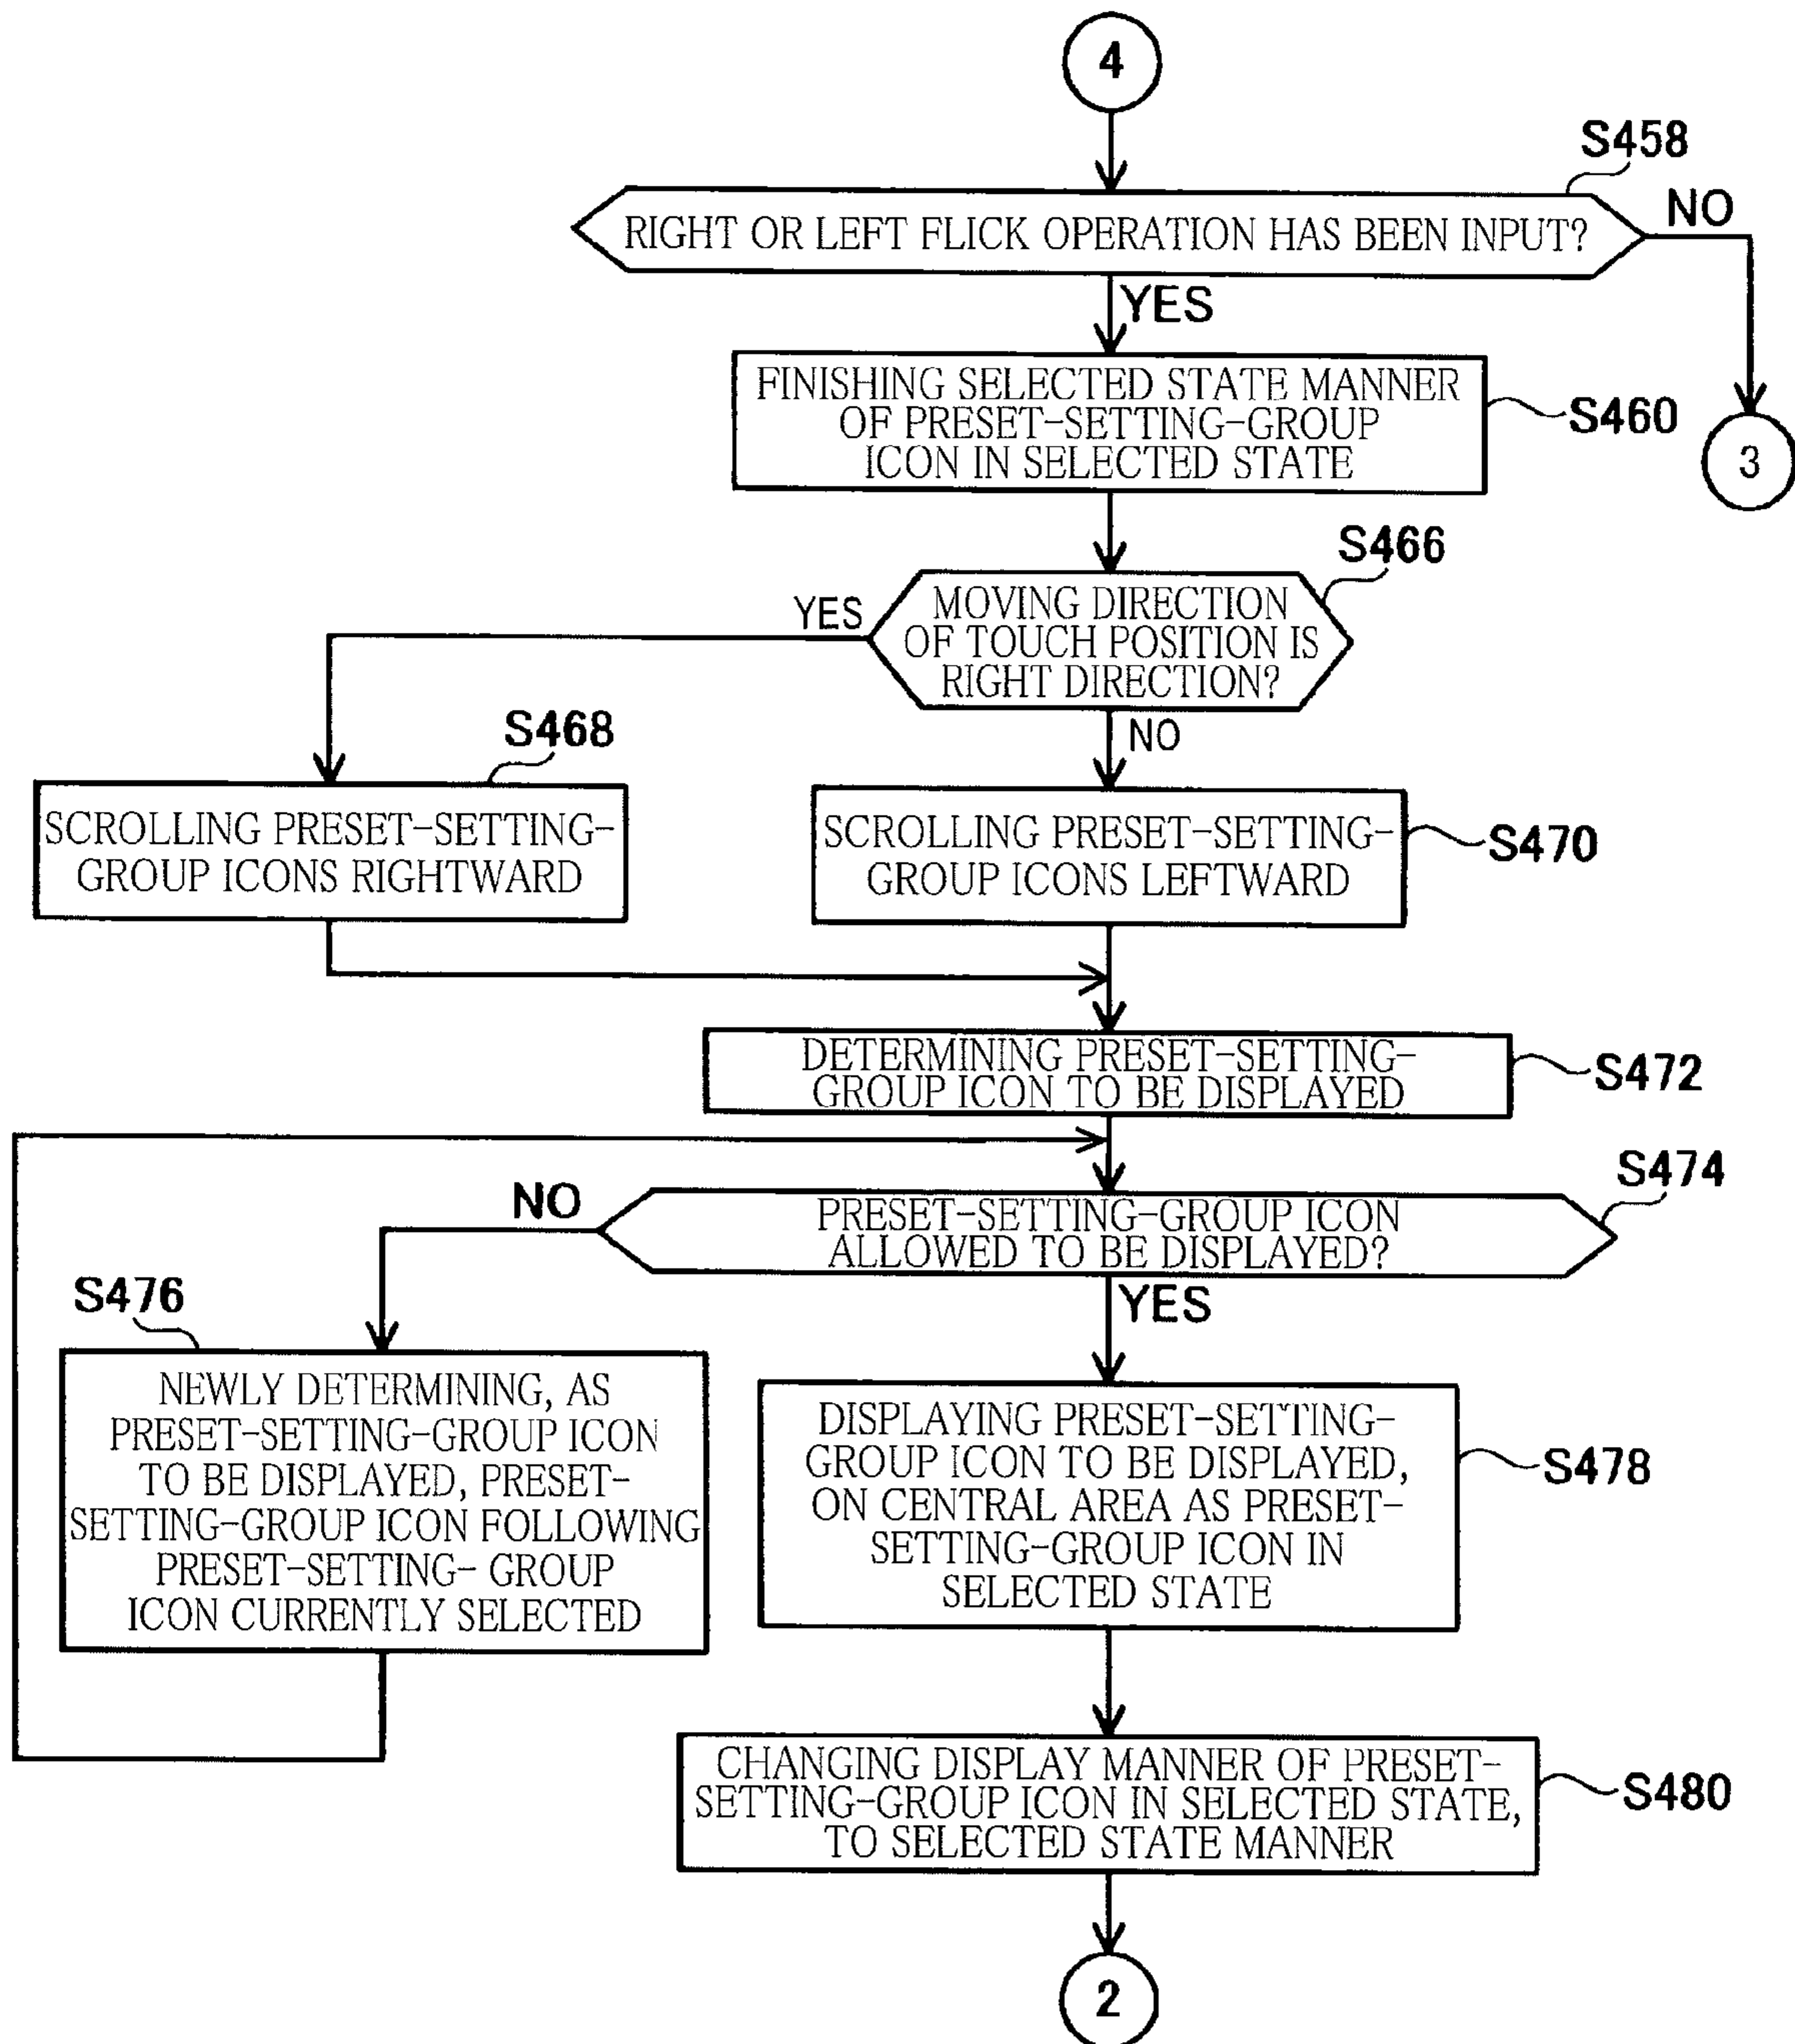 4
S458
RIGHT OR LEFT FLICK OPERATION HAS BEEN INPUT?
NO
YES
FINISHING SELECTED STATE MANNER
OF PRESET-SETTING-GROUP
ICON IN SELECTED STATE
S460
3
S466
MOVING DIRECTION
OF TOUCH POSITION IS
RIGHT DIRECTION?
YES
NO
S468
SCROLLING PRESET-SETTING-
GROUP ICONS RIGHTWARD
SCROLLING PRESET-SETTING-
GROUP ICONS LEFTWARD
S470
DETERMINING PRESET-SETTING-
GROUP ICON TO BE DISPLAYED
S472
S474
PRESET-SETTING-GROUP ICON
ALLOWED TO BE DISPLAYED?
NO
YES
S476
NEWLY DETERMINING, AS
PRESET-SETTING-GROUP ICON
TO BE DISPLAYED, PRESET-
SETTING-GROUP ICON FOLLOWING
PRESET-SETTING- GROUP
ICON CURRENTLY SELECTED
DISPLAYING PRESET-SETTING-
GROUP ICON TO BE DISPLAYED,
ON CENTRAL AREA AS PRESET-
SETTING-GROUP ICON IN
SELECTED STATE
S478
CHANGING DISPLAY MANNER OF PRESET-
SETTING-GROUP ICON IN SELECTED STATE,
TO SELECTED STATE MANNER
S480
2